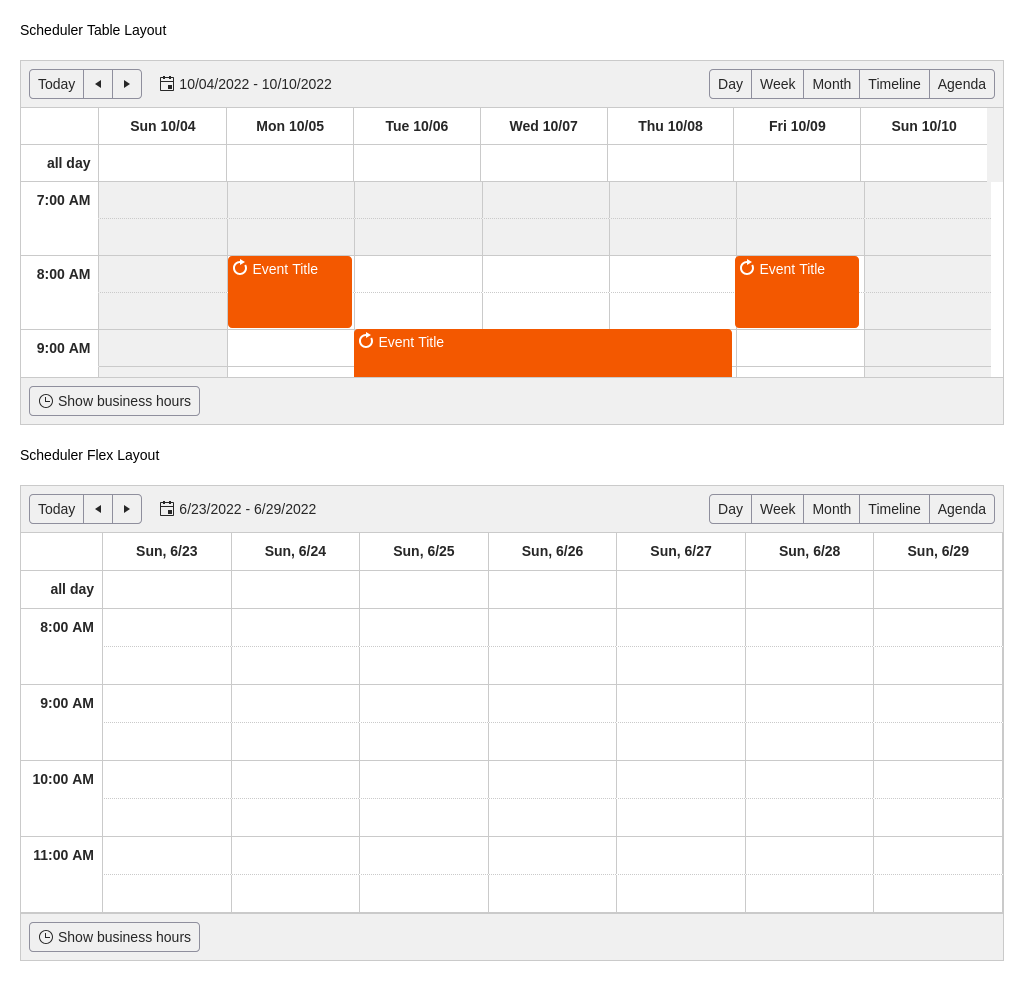 Scheduler Table Layout
Today 10/04/2022 - 10/10/2022 Day Week Month Timeline Agenda
Sun 10/04 Mon 10/05 Tue 10/06 Wed 10/07 Thu 10/08 Fri 10/09 Sun 10/10
all day
7:00 AM
8:00 AM Event Title Event Title
9:00 AM Event Title
Show business hours
Scheduler Flex Layout
Today 6/23/2022 - 6/29/2022 Day Week Month Timeline Agenda
Sun, 6/23 Sun, 6/24 Sun, 6/25 Sun, 6/26 Sun, 6/27 Sun, 6/28 Sun, 6/29
all day
8:00 AM
9:00 AM
10:00 AM
11:00 AM
Show business hours